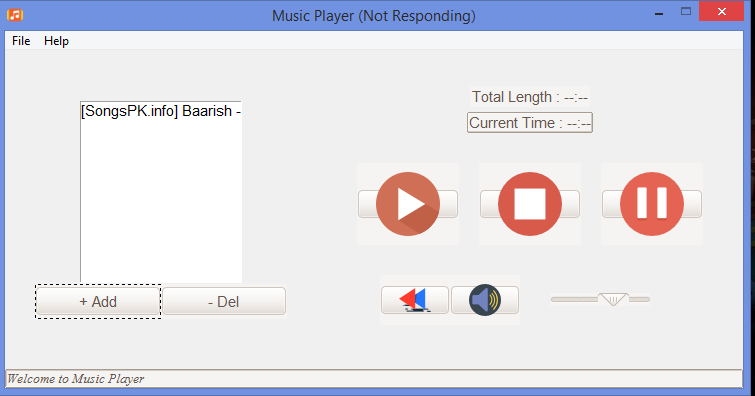 Music Player (Not Responding)
File Help
[SongsPK.info] Baarish -
Total Length : --:--
Current Time : --:--
+ Add
- Del
Welcome to Music Player